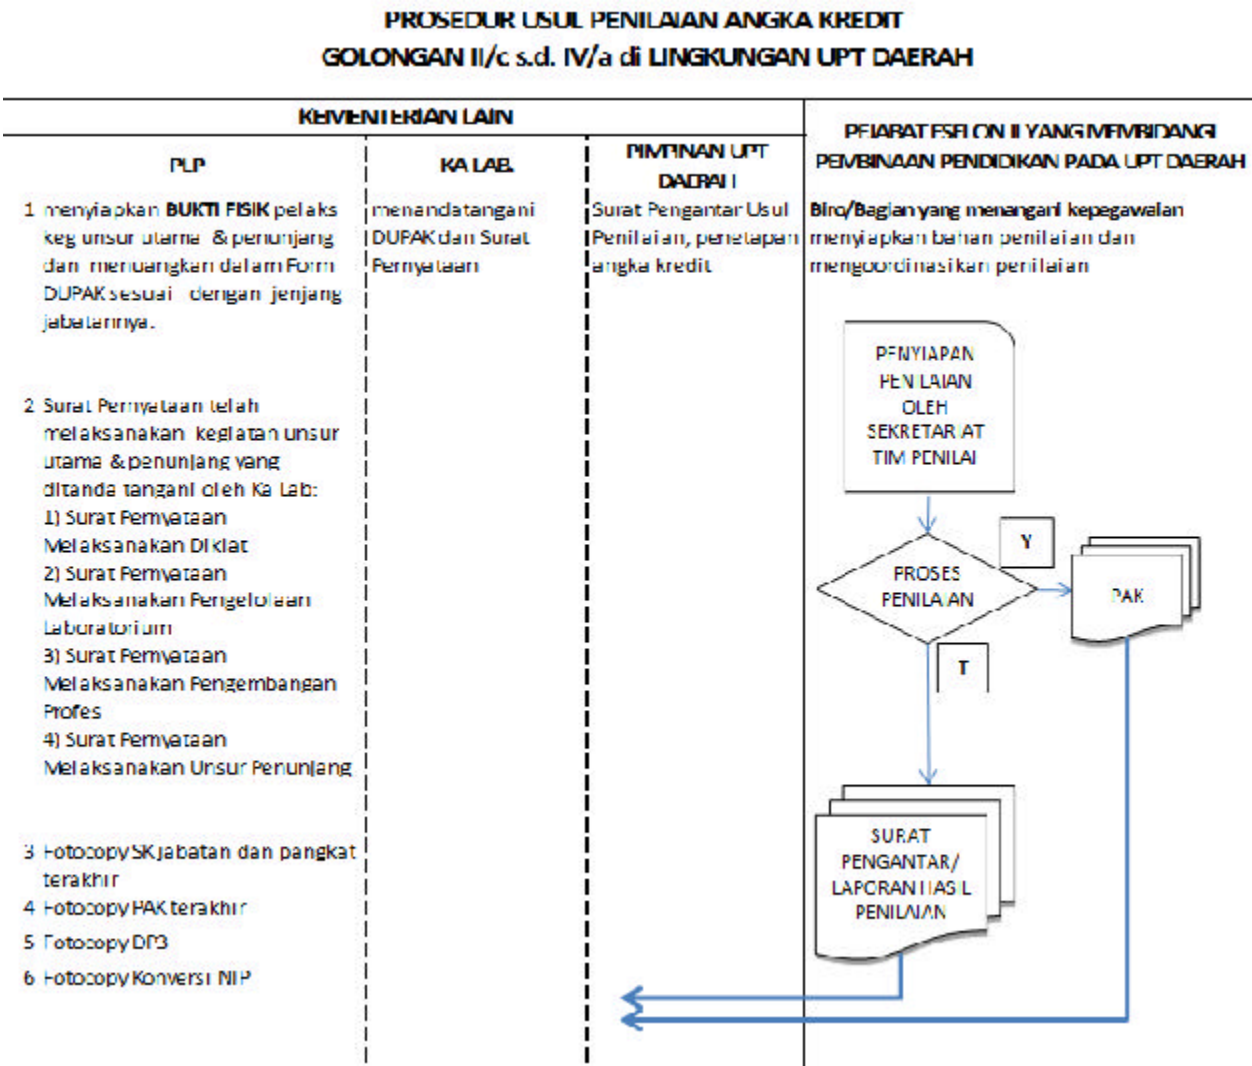 PROSEDUR USUL PENILAIAN ANGKA KREDIT
GOLONGAN II/c s.d. IV/a di LINGKUNGAN UPT DAERAH
KEMENTERIAN LAIN
PEJABAT ESELON II YANG MEMBIDANGI
PEMBINAAN PENDIDIKAN PADA UPT DAERAH
PLP
KA LAB.
PIMPINAN UPT
DAERAH
1 menyiapkan BUKTI FISIK pelaks
keg unsur utama & penunjang
dan menuangkan dalam Form
DUPAK sesuai dengan jenjang
jabatannya.
menandatangani
DUPAK dan Surat
Pernyataan
Surat Pengantar Usul
Penilaian, penetapan
angka kredit
Biro/Bagian yang menangani kepegawaian
menyiapkan bahan penilaian dan
mengoordinasikan penilaian
2 Surat Pernyataan telah
melaksanakan kegiatan unsur
utama & penunjang yang
ditanda tangani oleh Ka Lab:
1) Surat Pernyataan
Melaksanakan Diklat
2) Surat Pernyataan
Melaksanakan Pengelolaan
Laboratorium
3) Surat Pernyataan
Melaksanakan Pengembangan
Profes
4) Surat Pernyataan
Melaksanakan Unsur Penunjang
3 Fotocopy SK jabatan dan pangkat
terakhir
4 Fotocopy PAK terakhir
5 Fotocopy DP3
6 Fotocopy Konversi NIP
PENYIAPAN
PENILAIAN
OLEH
SEKRETARIAT
TIM PENILAI
PROSES
PENILAIAN
Y
PAK
T
SURAT
PENGANTAR/
LAPORAN HASIL
PENILAIAN